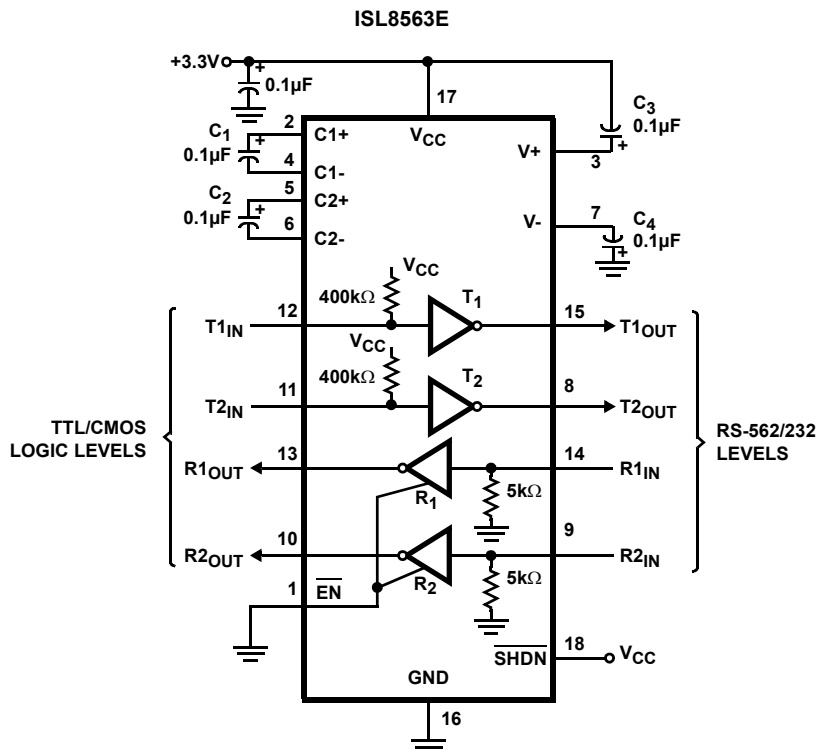 ISL8563E
+3.3V
+
0.1µF
17
C3
0.1µF
+
2
C1
0.1µF
+
C1+
VCC
V+
3
4
C1-
5
C2
0.1µF
+
C2+
6
C2-
7
V-
C4
0.1µF
+
VCC
400kΩ
T1
12
T1IN
15
T1OUT
VCC
400kΩ
T2
11
T2IN
8
T2OUT
TTL/CMOS
LOGIC LEVELS
RS-562/232
LEVELS
13
R1OUT
R1
14
R1IN
5kΩ
10
R2OUT
R2
9
R2IN
5kΩ
1
EN
SHDN
18
VCC
GND
16